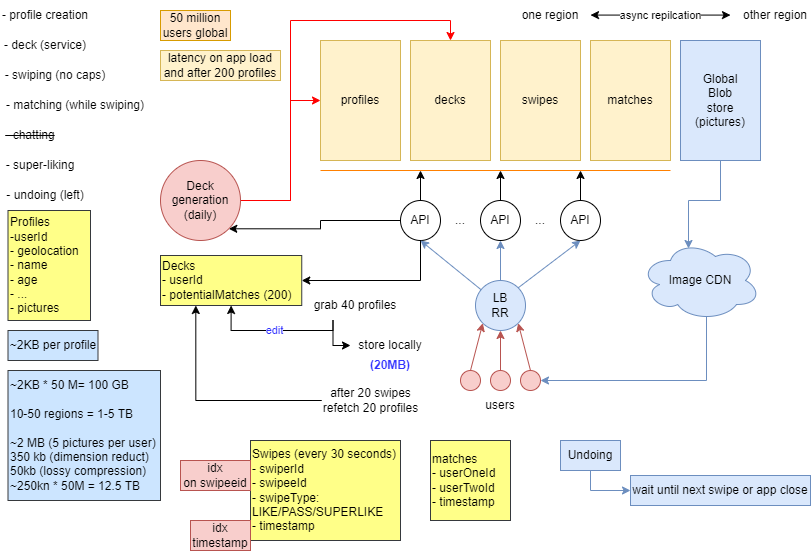 - profile creation
- deck (service)
- swiping (no caps)
- matching (while swiping)
- chatting
- super-liking
- undoing (left)
50 million
users global
latency on app load
and after 200 profiles
one region
async repilcation
other region
profiles
decks
swipes
matches
Global
Blob
store
(pictures)
Deck
generation
(daily)
API
...
API
...
API
Profiles
-userId
- geolocation
- name
- age
- ...
- pictures
Decks
- userId
- potentialMatches (200)
LB
RR
Image CDN
grab 40 profiles
edit
store locally
(20MB)
~2KB per profile
after 20 swipes
refetch 20 profiles
users
~2KB * 50 M= 100 GB
10-50 regions = 1-5 TB
~2 MB (5 pictures per user)
350 kb (dimension reduct)
50kb (lossy compression)
~250kn * 50M = 12.5 TB
idx
on swipeeid
idx
timestamp
Swipes (every 30 seconds)
- swiperId
- swipeeId
- swipeType:
LIKE/PASS/SUPERLIKE
- timestamp
matches
- userOneId
- userTwoId
- timestamp
Undoing
wait until next swipe or app close